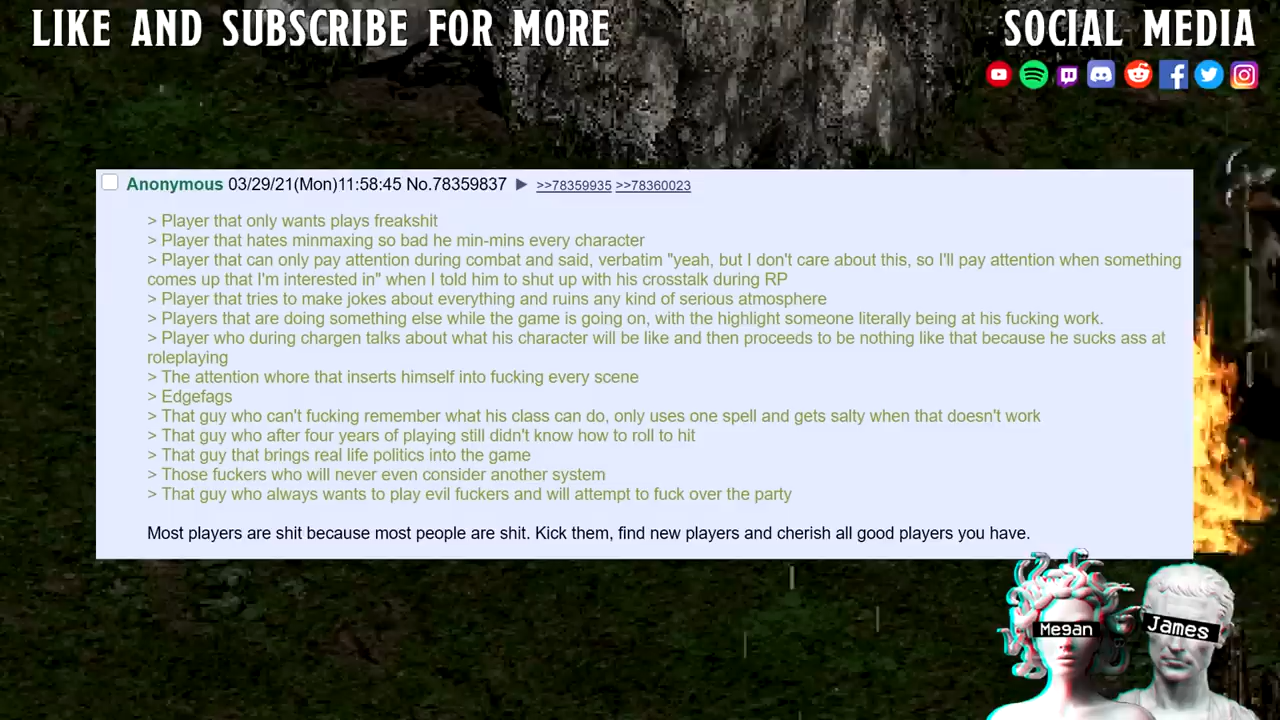 LIKE AND SUBSCRIBE FOR MORE
SOCIAL MEDIA
Anonymous 03/29/21(Mon)11:58:45 No.78359837 ▶ >>78359935 >>78360023
> Player that only wants plays freakshit
> Player that hates minmaxing so bad he min-mins every character
> Player that can only pay attention during combat and said, verbatim "yeah, but I don't care about this, so I'll pay attention when something
comes up that I'm interested in" when I told him to shut up with his crosstalk during RP
> Player that tries to make jokes about everything and ruins any kind of serious atmosphere
> Players that are doing something else while the game is going on, with the highlight someone literally being at his fucking work.
> Player who during chargen talks about what his character will be like and then proceeds to be nothing like that because he sucks ass at
roleplaying
> The attention whore that inserts himself into fucking every scene
> Edgefags
> That guy who can't fucking remember what his class can do, only uses one spell and gets salty when that doesn't work
> That guy who after four years of playing still didn't know how to roll to hit
> That guy that brings real life politics into the game
> Those fuckers who will never even consider another system
> That guy who always wants to play evil fuckers and will attempt to fuck over the party
Most players are shit because most people are shit. Kick them, find new players and cherish all good players you have.
Megan
James